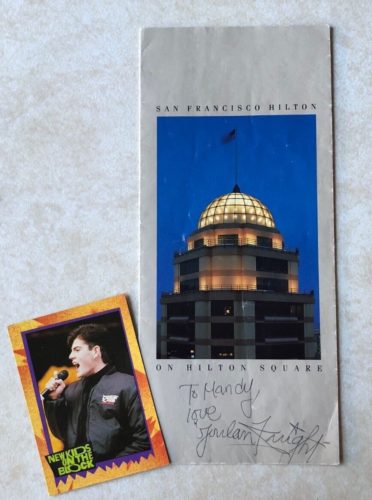 SAN FRANCISCO HILTON
ON HILTON SQUARE
To Mandy,
love
Jordan Knight
NEW KIDS
ON THE
BLOCK